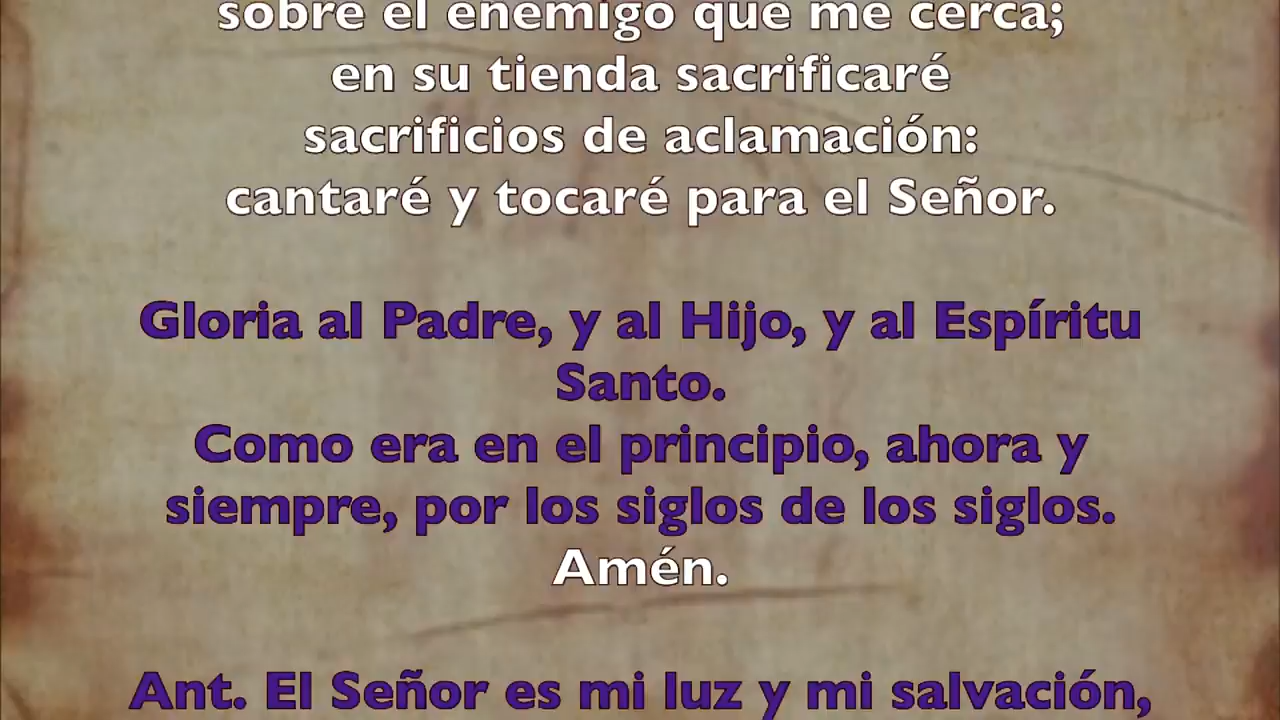 sobre el enemigo que me cerca;
en su tienda sacrificaré
sacrificios de aclamación:
cantaré y tocaré para el Señor.
Gloria al Padre, y al Hijo, y al Espíritu
Santo.
Como era en el principio, ahora y
siempre, por los siglos de los siglos.
Amén.
Ant. El Señor es mi luz y mi salvación,